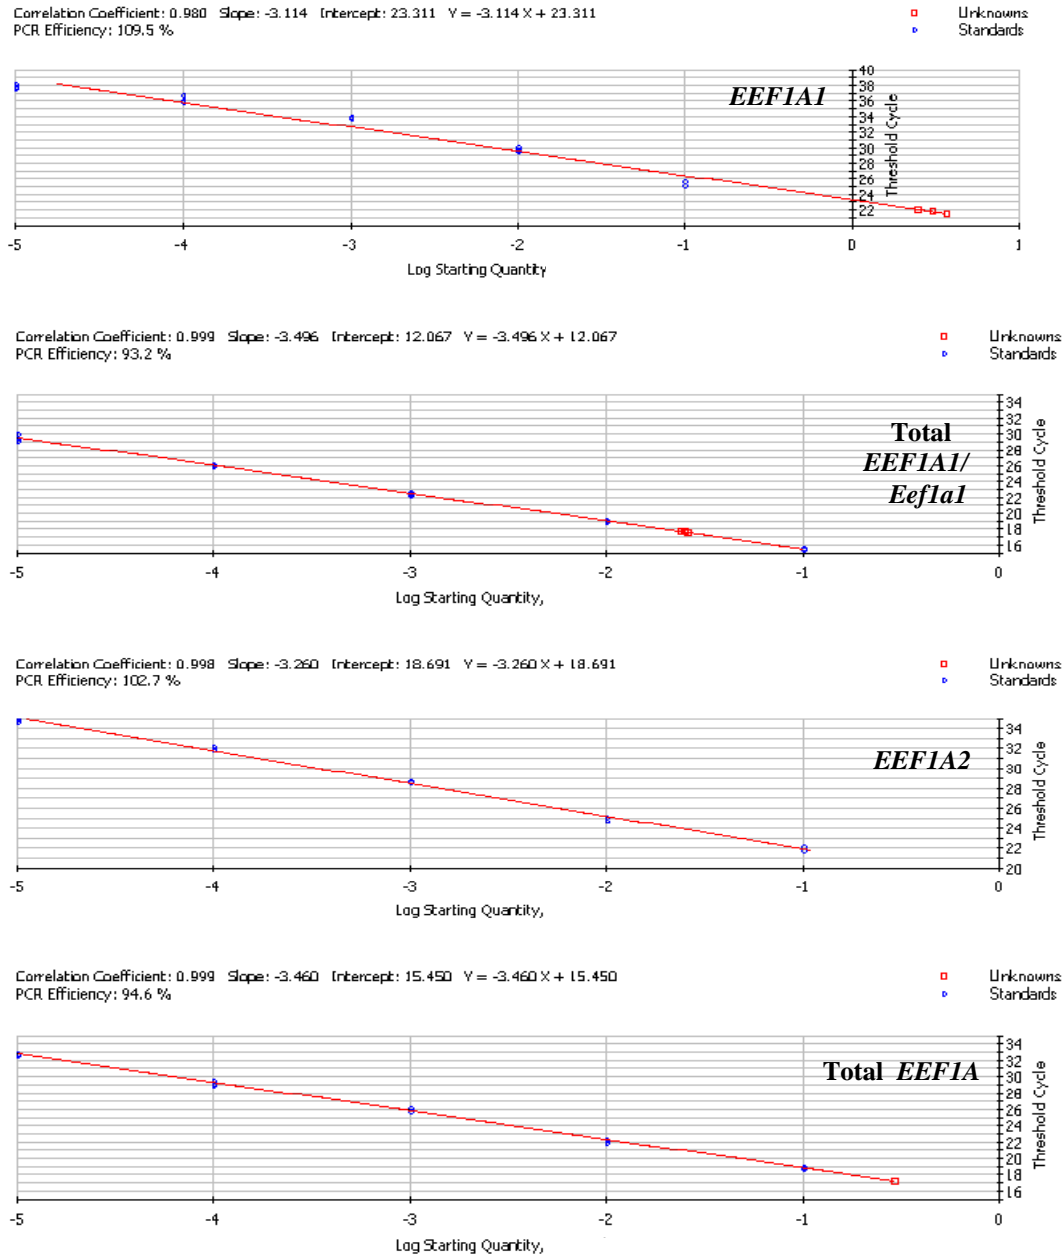 Correlation Coefficient: 0.980 Slope: -3.114 Intercept: 23.311 Y = -3.114 X + 23.311
PCR Efficiency: 109.5 %
Unknowns
Standards
EEF1A1
40
38
36
34
32
30
28
26
24
22
Threshold Cycle
-5 -4 -3 -2 -1 0 1
Log Starting Quantity
Correlation Coefficient: 0.999 Slope: -3.496 Intercept: 12.067 Y = -3.496 X + 12.067
PCR Efficiency: 93.2 %
Unknowns
Standards
Total
EEF1A1/
Eef1a1
34
32
30
28
26
24
22
20
18
16
Threshold Cycle
-5 -4 -3 -2 -1 0
Log Starting Quantity,
Correlation Coefficient: 0.998 Slope: -3.260 Intercept: 18.691 Y = -3.260 X + 18.691
PCR Efficiency: 102.7 %
Unknowns
Standards
EEF1A2
34
32
30
28
26
24
22
20
Threshold Cycle
-5 -4 -3 -2 -1 0
Log Starting Quantity,
Correlation Coefficient: 0.999 Slope: -3.460 Intercept: 15.450 Y = -3.460 X + 15.450
PCR Efficiency: 94.6 %
Unknowns
Standards
Total EEF1A
34
32
30
28
26
24
22
20
18
16
Threshold Cycle
-5 -4 -3 -2 -1 0
Log Starting Quantity,